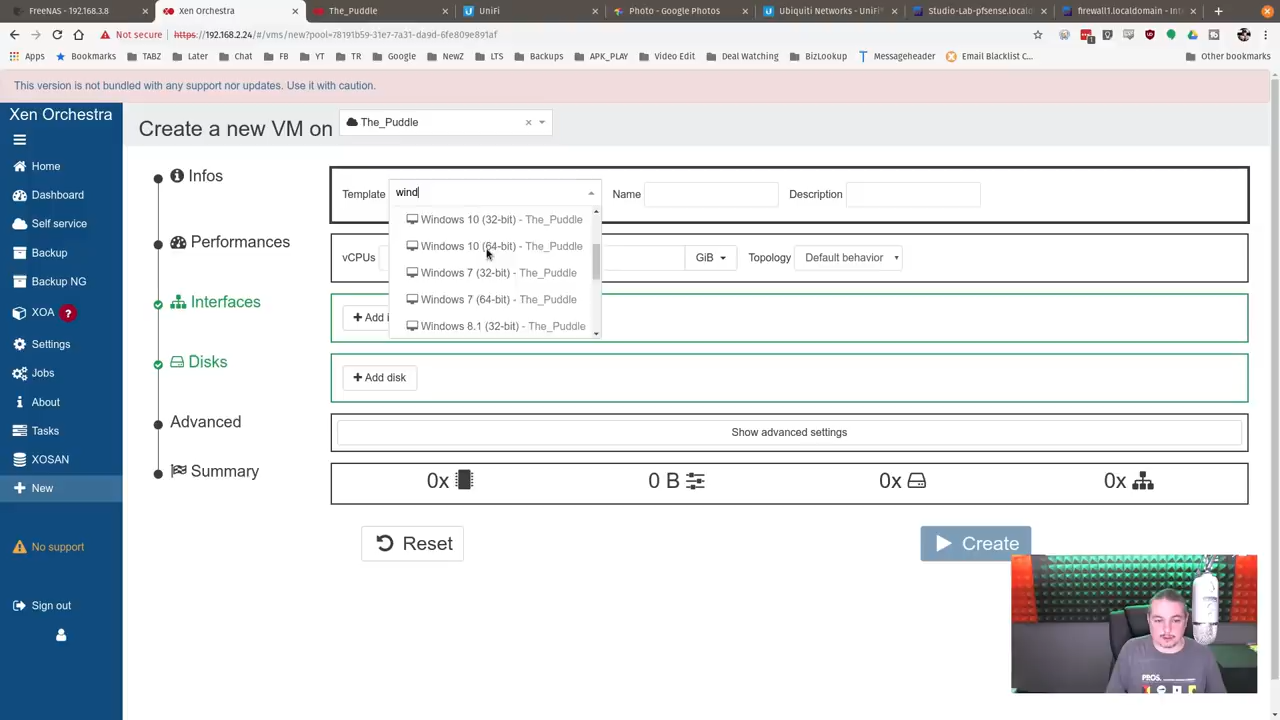 FreeNAS - 192.168.3.8
Xen Orchestra
The_Puddle
UniFi
Photo - Google Photos
Ubiquiti Networks - UniFi
Studio-Lab-pfsense.localc
firewall1.localdomain - Int
Not secure
https://192.168.2.24/#/vms/new?pool=78191b59-31e7-7a31-da9d-6fe809e891af
Apps
Bookmarks
TABZ
Later
Chat
FB
YT
TR
Google
NewZ
LTS
Backups
APK_PLAY
Video Edit
Deal Watching
BizLookup
Messageheader
Email Blacklist C...
Other bookmarks
This version is not bundled with any support nor updates. Use it with caution.
Xen Orchestra
Home
Dashboard
Self service
Backup
Backup NG
XOA ?
Settings
Jobs
About
Tasks
XOSAN
New
No support
Sign out
Create a new VM on
The_Puddle
Infos
Template
wind
Name
Description
Windows 10 (32-bit) - The_Puddle
Windows 10 (64-bit) - The_Puddle
Windows 7 (32-bit) - The_Puddle
Windows 7 (64-bit) - The_Puddle
Windows 8.1 (32-bit) - The_Puddle
Performances
vCPUs
GiB
Topology
Default behavior
Interfaces
Add i
Disks
Add disk
Advanced
Show advanced settings
Summary
0x
0 B
0x
0x
Reset
Create
PROS.